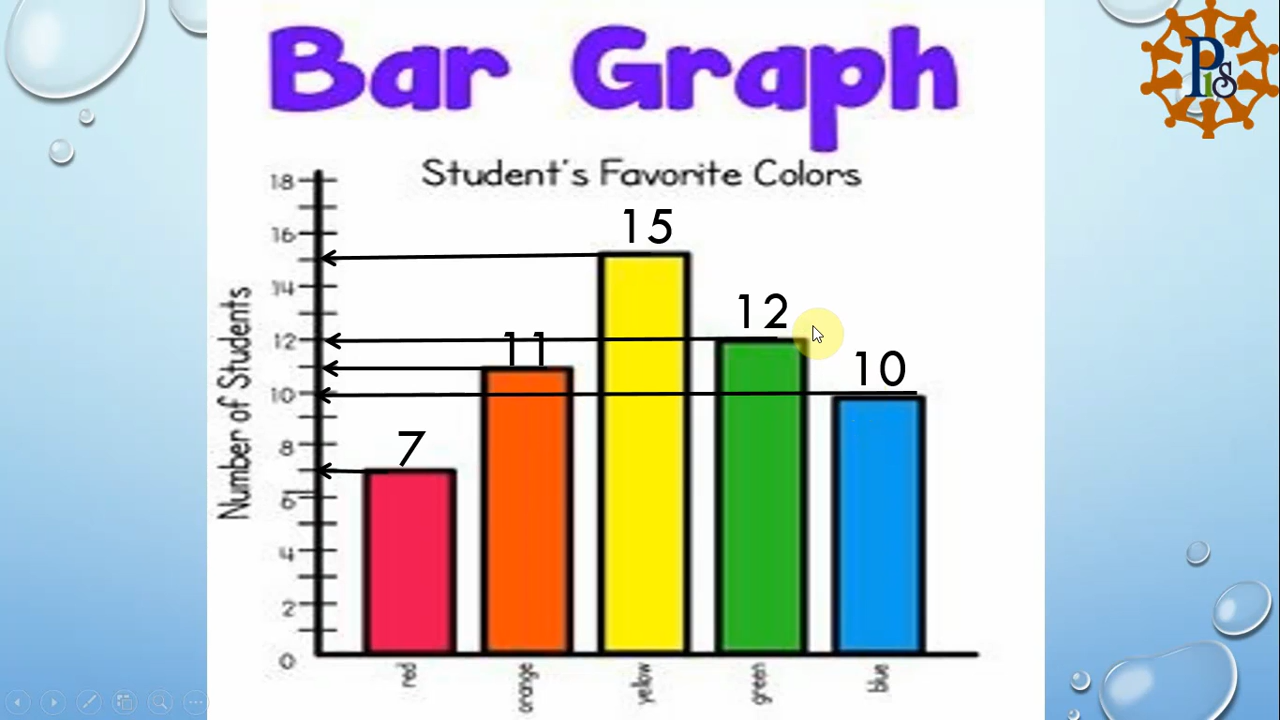 Bar Graph
PiS
Student's Favorite Colors
Number of Students
18
16
14
12
10
8
6
4
2
0
7
11
15
12
10
red
orange
yellow
green
blue